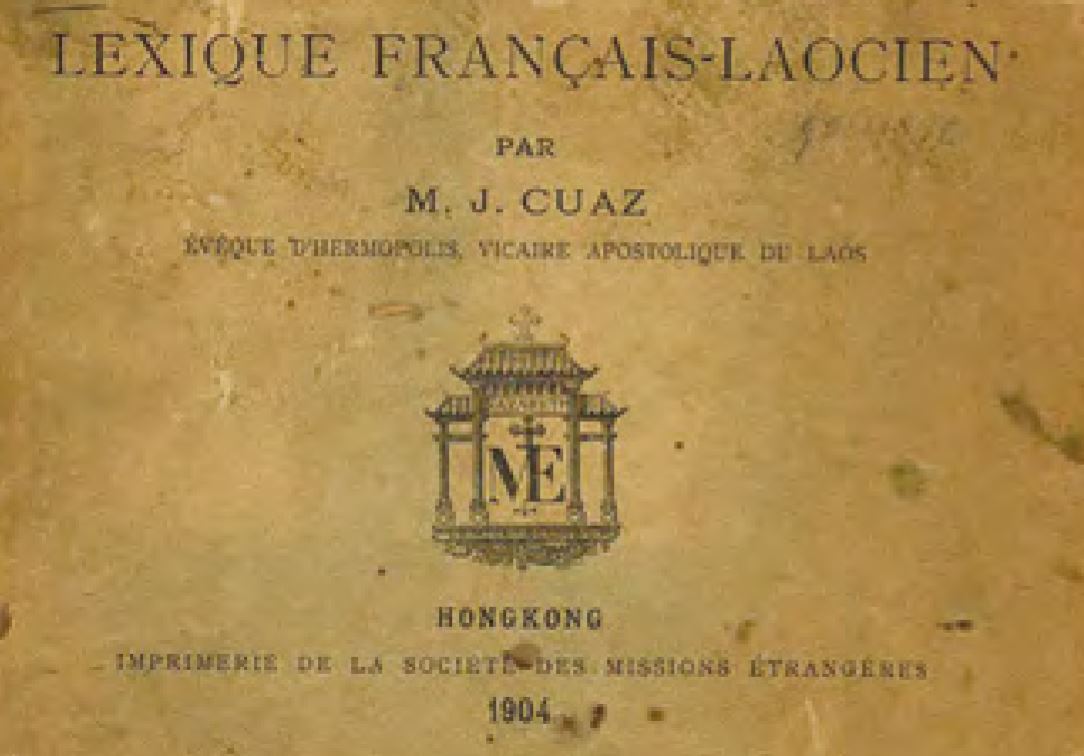 LEXIQUE FRANÇAIS-LAOCIEN
PAR
M. J. CUAZ
ÉVÊQUE D'HERMOPOLIS, VICAIRE APOSTOLIQUE DU LAOS
NAZARETH
ME
HONGKONG
IMPRIMERIE DE LA SOCIÉTÉ DES MISSIONS ÉTRANGÈRES
1904